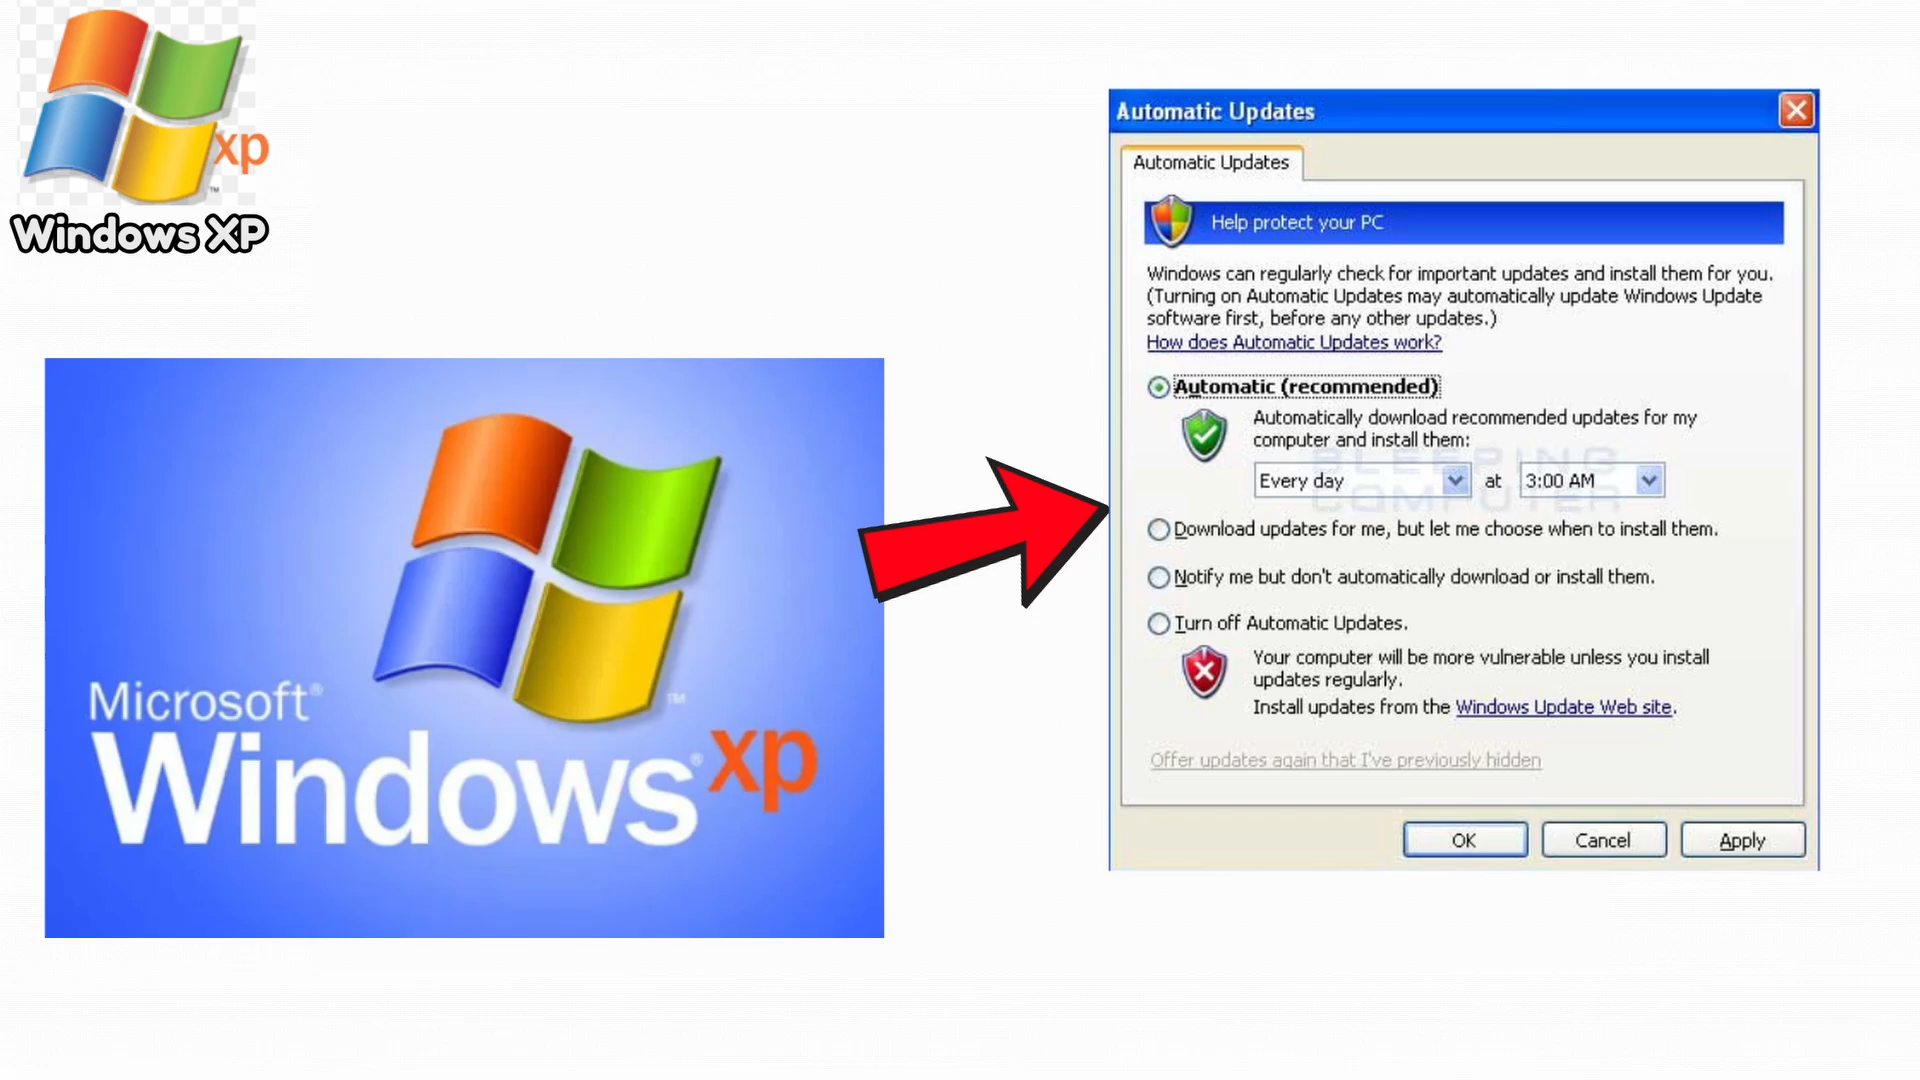 xp
™
Windows XP
Microsoft®
Windows® xp
™
Automatic Updates
Automatic Updates
Help protect your PC
Windows can regularly check for important updates and install them for you.
(Turning on Automatic Updates may automatically update Windows Update
software first, before any other updates.)
How does Automatic Updates work?
Automatic (recommended)
Automatically download recommended updates for my
computer and install them:
BLEEPING
COMPUTER
Every day at 3:00 AM
Download updates for me, but let me choose when to install them.
Notify me but don't automatically download or install them.
Turn off Automatic Updates.
Your computer will be more vulnerable unless you install
updates regularly.
Install updates from the Windows Update Web site.
Offer updates again that I've previously hidden
OK Cancel Apply